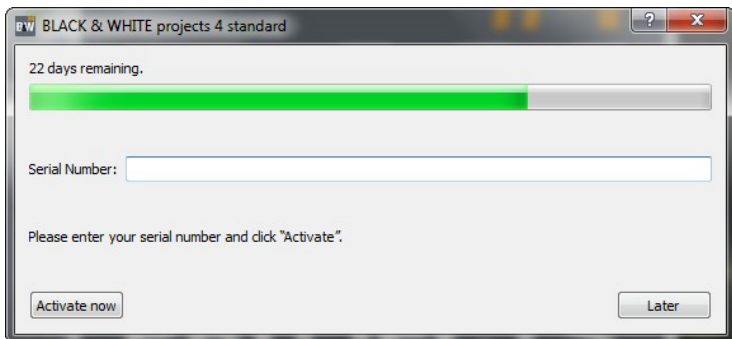 BW BLACK & WHITE projects 4 standard
22 days remaining.
Serial Number:
Please enter your serial number and click “Activate”.
Activate now Later